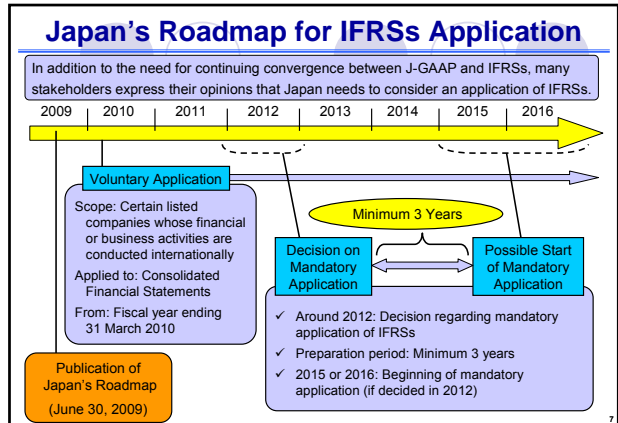 Japan's Roadmap for IFRSs Application
In addition to the need for continuing convergence between J-GAAP and IFRSs, many
stakeholders express their opinions that Japan needs to consider an application of IFRSs.
2009 2010 2011 2012 2013 2014 2015 2016
Voluntary Application
Scope: Certain listed
companies whose financial
or business activities are
conducted internationally
Applied to: Consolidated
Financial Statements
From: Fiscal year ending
31 March 2010
Minimum 3 Years
Decision on
Mandatory
Application
Possible Start
of Mandatory
Application
✓ Around 2012: Decision regarding mandatory
application of IFRSs
✓ Preparation period: Minimum 3 years
✓ 2015 or 2016: Beginning of mandatory
application (if decided in 2012)
Publication of
Japan's Roadmap
(June 30, 2009)
7